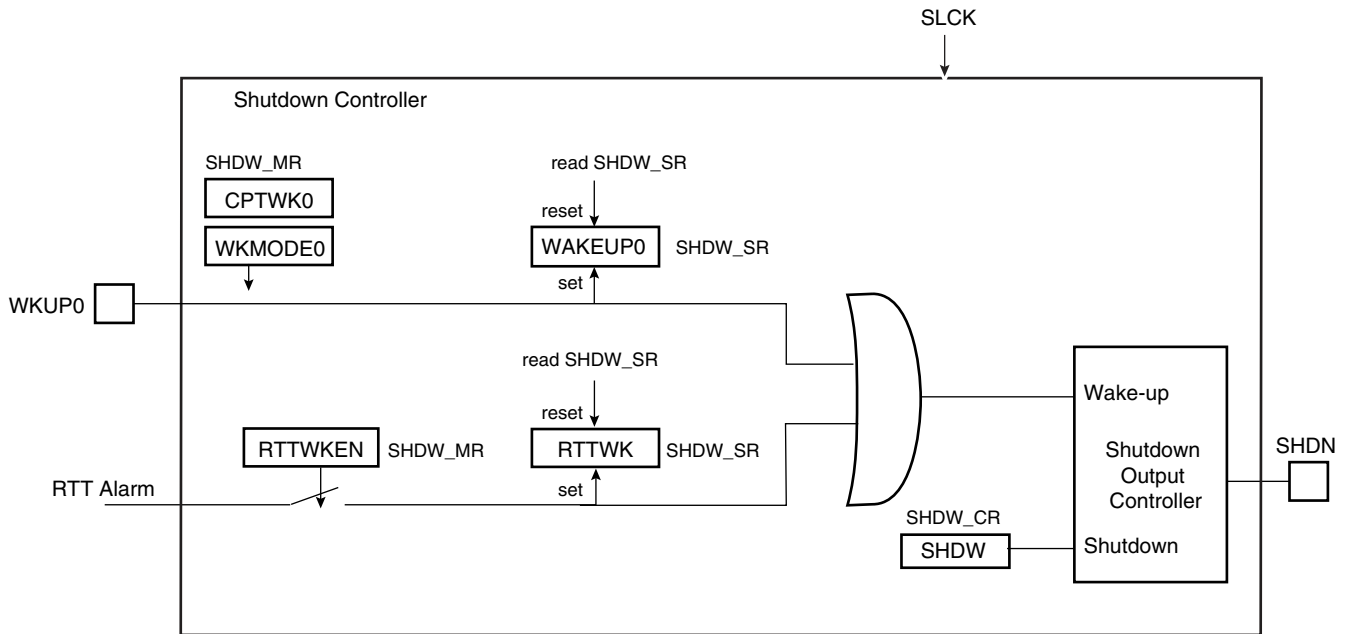 SLCK
Shutdown Controller
SHDW_MR
CPTWK0
WKMODE0
read SHDW_SR
reset
WAKEUP0
SHDW_SR
set
WKUP0
read SHDW_SR
reset
RTTWKEN
SHDW_MR
RTTWK
SHDW_SR
set
RTT Alarm
Wake-up
Shutdown
Output
Controller
SHDN
SHDW_CR
SHDW
Shutdown